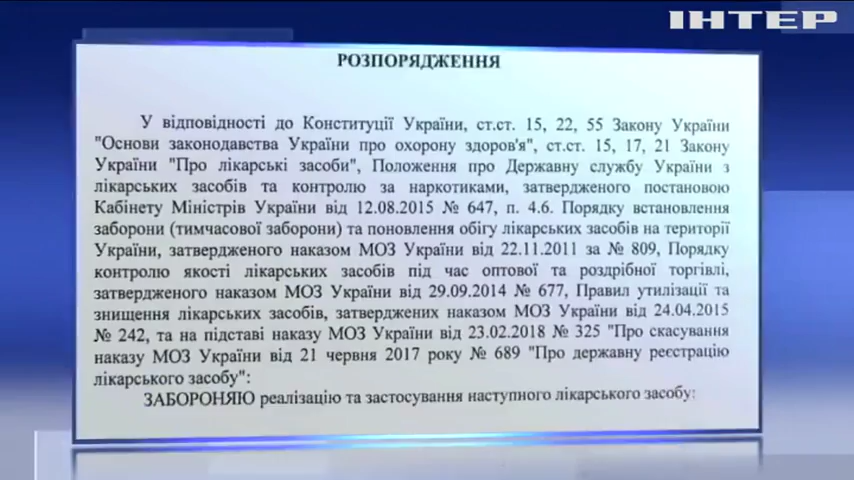 ІНТЕР
РОЗПОРЯДЖЕННЯ
У відповідності до Конституції України, ст.ст. 15, 22, 55 Закону України
"Основи законодавства України про охорону здоров'я", ст.ст. 15, 17, 21 Закону
України "Про лікарські засоби", Положення про Державну службу України з
лікарських засобів та контролю за наркотиками, затвердженого постановою
Кабінету Міністрів України від 12.08.2015 № 647, п. 4.6. Порядку встановлення
заборони (тимчасової заборони) та поновлення обігу лікарських засобів на території
України, затвердженого наказом МОЗ України від 22.11.2011 за № 809, Порядку
контролю якості лікарських засобів під час оптової та роздрібної торгівлі,
затвердженого наказом МОЗ України від 29.09.2014 № 677, Правил утилізації та
знищення лікарських засобів, затверджених наказом МОЗ України від 24.04.2015
№ 242, та на підставі наказу МОЗ України від 23.02.2018 № 325 "Про скасування
наказу МОЗ України від 21 червня 2017 року № 689 "Про державну реєстрацію
лікарського засобу":
ЗАБОРОНЯЮ реалізацію та застосування наступного лікарського засобу: